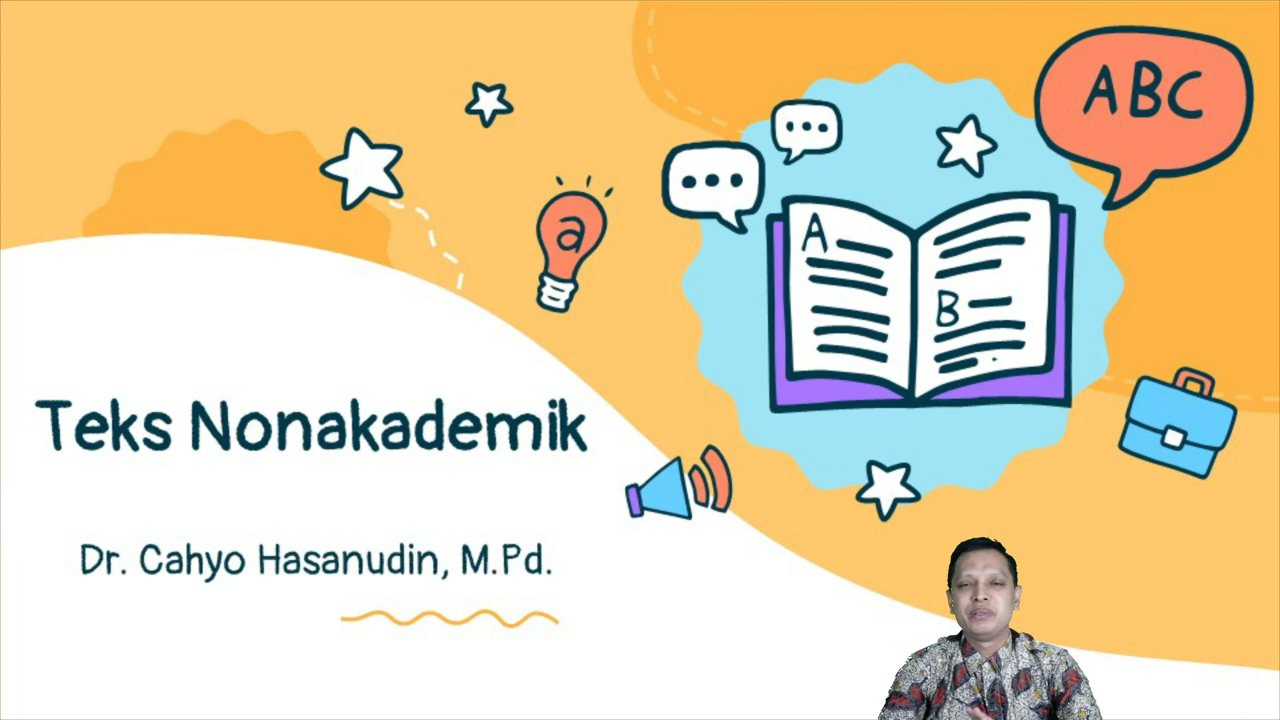 ABC
a
A
B
Teks Nonakademik
Dr. Cahyo Hasanudin, M.Pd.